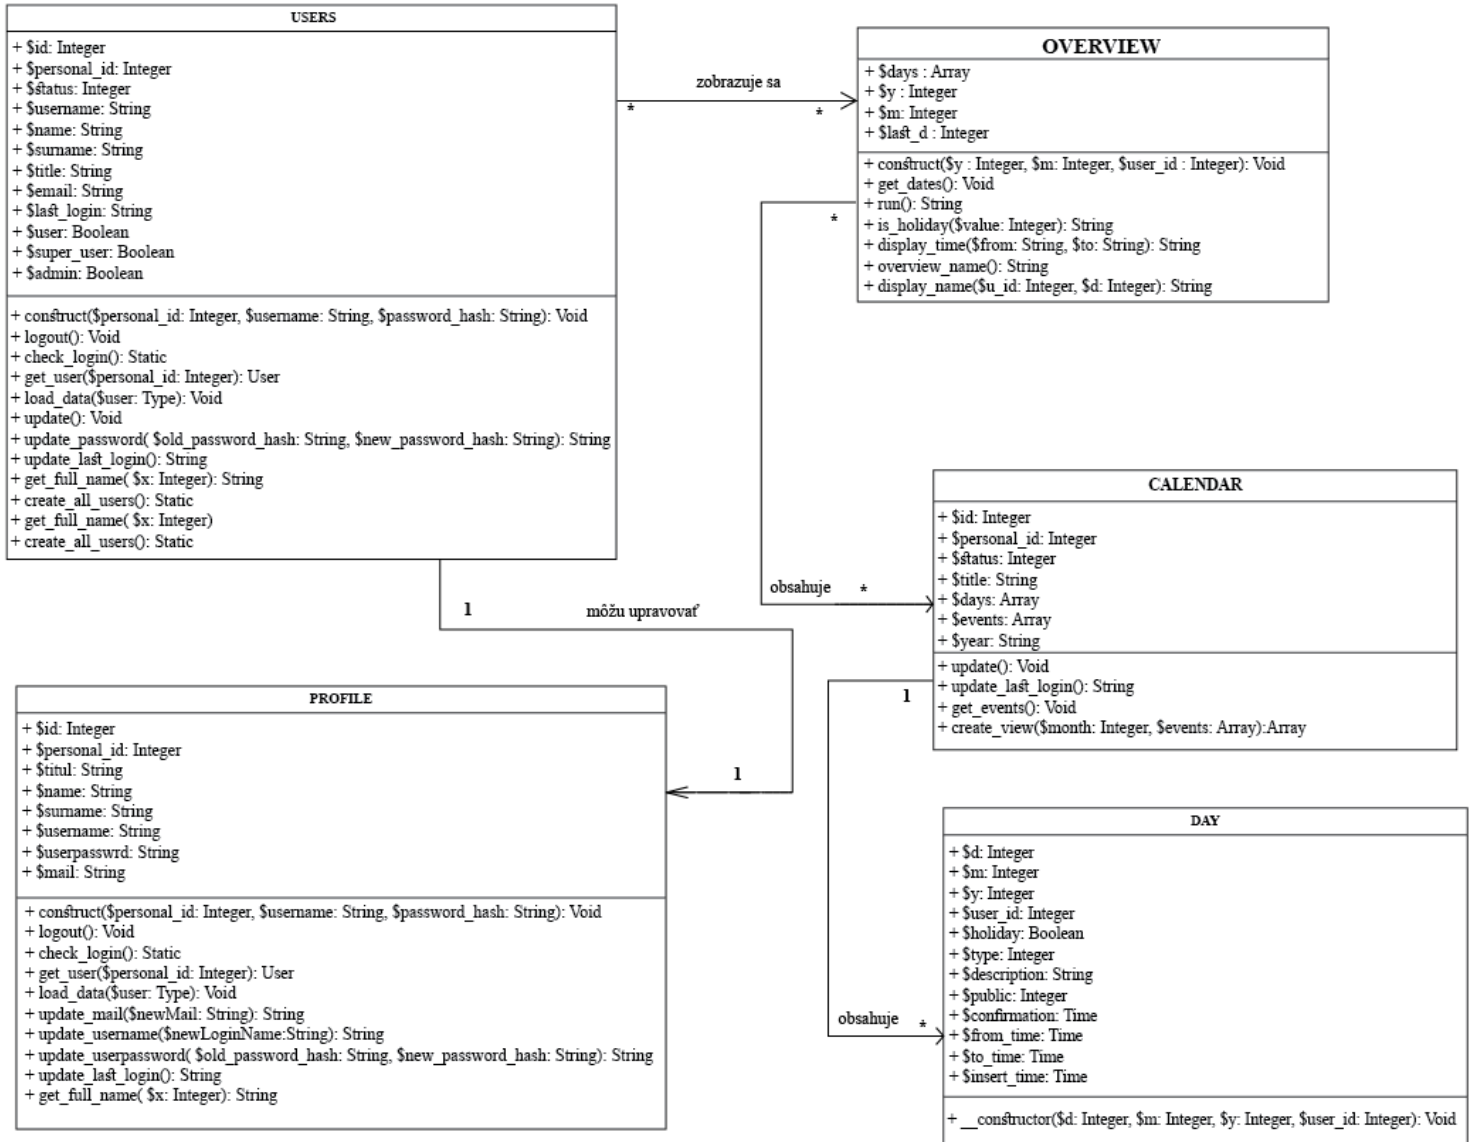 USERS
+ $id: Integer
+ $personal_id: Integer
+ $status: Integer
+ $username: String
+ $name: String
+ $surname: String
+ $title: String
+ $email: String
+ $last_login: String
+ $user: Boolean
+ $super_user: Boolean
+ $admin: Boolean
+ construct($personal_id: Integer, $username: String, $password_hash: String): Void
+ logout(): Void
+ check_login(): Static
+ get_user($personal_id: Integer): User
+ load_data($user: Type): Void
+ update(): Void
+ update_password( $old_password_hash: String, $new_password_hash: String): String
+ update_last_login(): String
+ get_full_name( $x: Integer): String
+ create_all_users(): Static
+ get_full_name( $x: Integer)
+ create_all_users(): Static
zobrazuje sa
*
*
OVERVIEW
+ $days : Array
+ $y : Integer
+ $m: Integer
+ $last_d : Integer
+ construct($y : Integer, $m: Integer, $user_id : Integer): Void
+ get_dates(): Void
+ run(): String
+ is_holiday($value: Integer): String
+ display_time($from: String, $to: String): String
+ overview_name(): String
+ display_name($u_id: Integer, $d: Integer): String
*
obsahuje *
CALENDAR
+ $id: Integer
+ $personal_id: Integer
+ $status: Integer
+ $title: String
+ $days: Array
+ $events: Array
+ $year: String
+ update(): Void
+ update_last_login(): String
+ get_events(): Void
+ create_view($month: Integer, $events: Array):Array
1 môžu upravovať
1
PROFILE
+ $id: Integer
+ $personal_id: Integer
+ $titul: String
+ $name: String
+ $surname: String
+ $username: String
+ $userpasswrd: String
+ $mail: String
+ construct($personal_id: Integer, $username: String, $password_hash: String): Void
+ logout(): Void
+ check_login(): Static
+ get_user($personal_id: Integer): User
+ load_data($user: Type): Void
+ update_mail($newMail: String): String
+ update_username($newLoginName:String): String
+ update_userpassword( $old_password_hash: String, $new_password_hash: String): String
+ update_last_login(): String
+ get_full_name( $x: Integer): String
1
obsahuje *
DAY
+ $d: Integer
+ $m: Integer
+ $y: Integer
+ $user_id: Integer
+ $holiday: Boolean
+ $type: Integer
+ $description: String
+ $public: Integer
+ $confirmation: Time
+ $from_time: Time
+ $to_time: Time
+ $insert_time: Time
+ __constructor($d: Integer, $m: Integer, $y: Integer, $user_id: Integer): Void